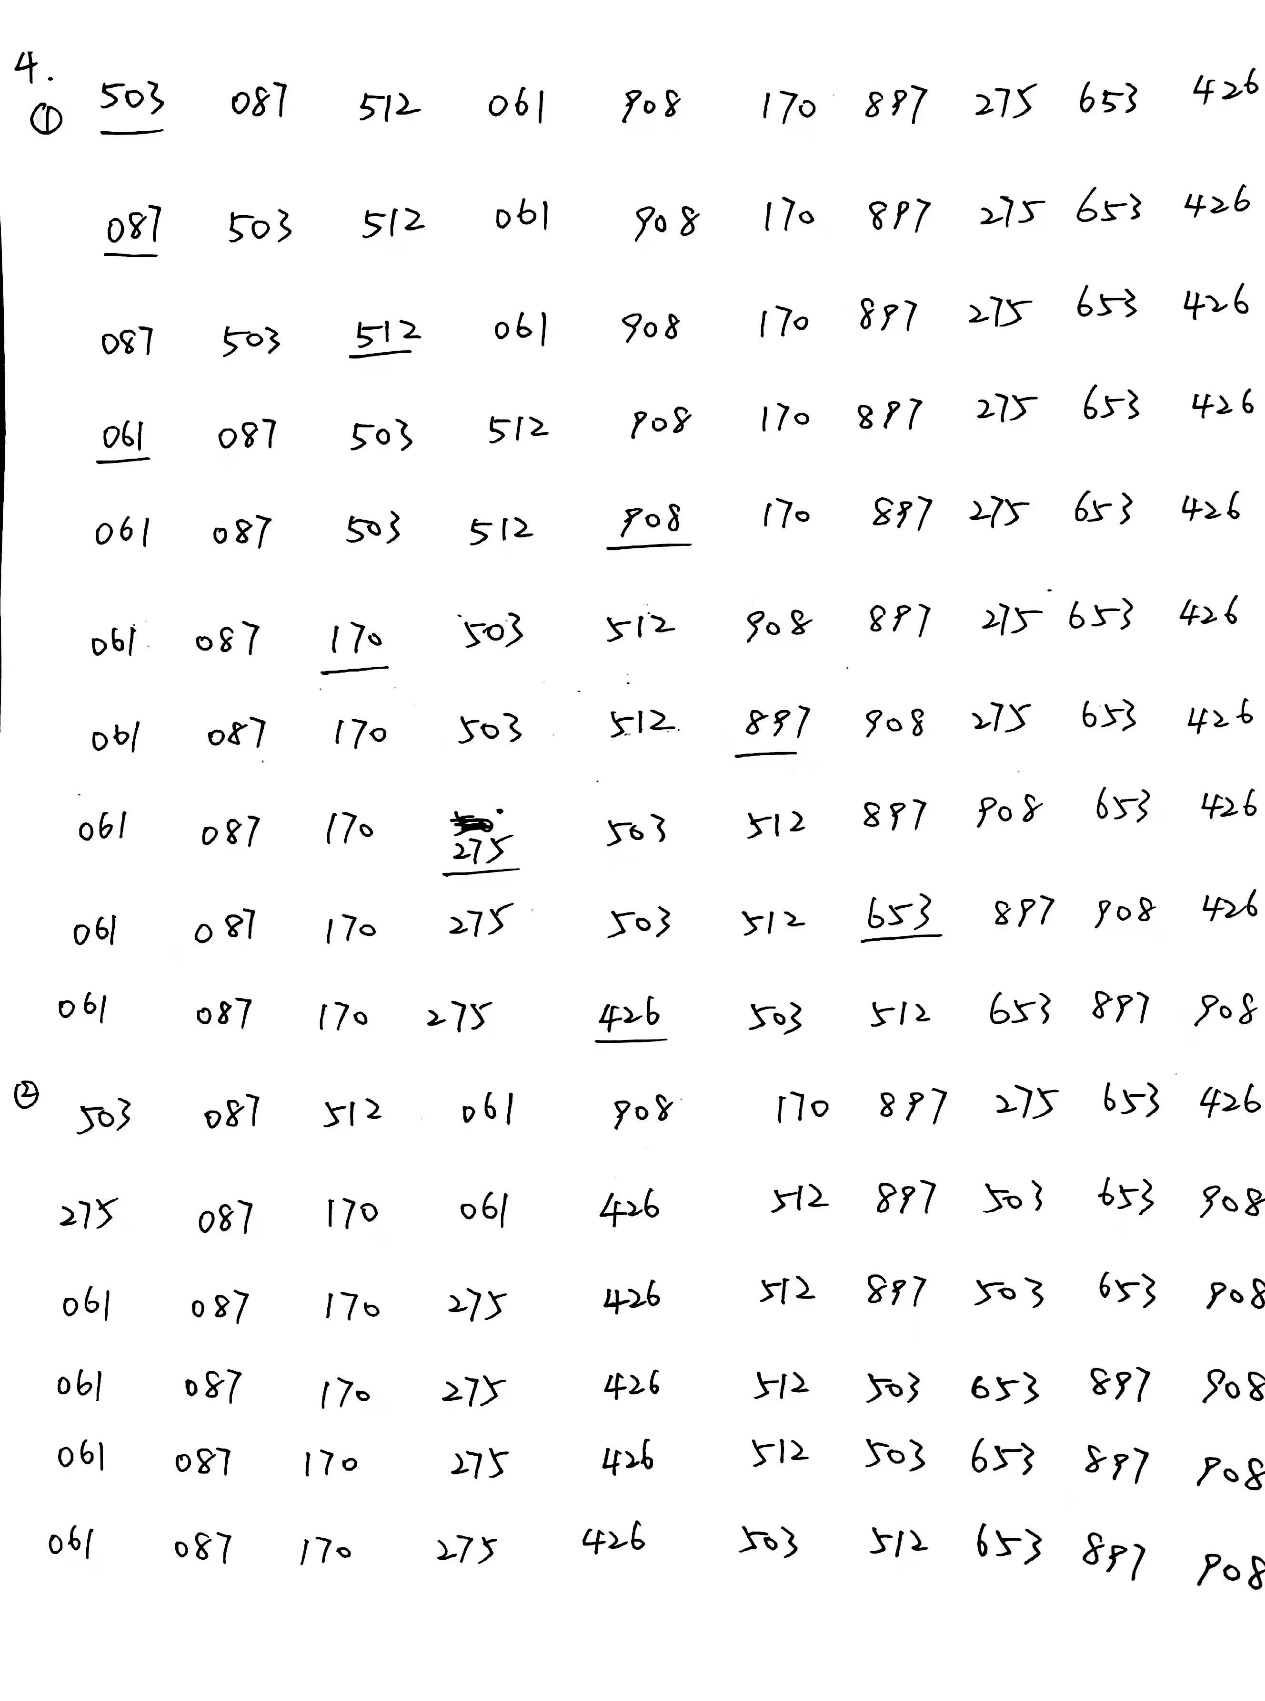 4.
① 503 087 512 061 908 170 897 275 653 426
087 503 512 061 908 170 897 275 653 426
087 503 512 061 908 170 897 275 653 426
061 087 503 512 908 170 897 275 653 426
061 087 503 512 908 170 897 275 653 426
061 087 170 503 512 908 897 275 653 426
061 087 170 503 512 897 908 275 653 426
061 087 170 275 503 512 897 908 653 426
061 087 170 275 503 512 653 897 908 426
061 087 170 275 426 503 512 653 897 908
② 503 087 512 061 908 170 897 275 653 426
275 087 170 061 426 512 897 503 653 908
061 087 170 275 426 512 897 503 653 908
061 087 170 275 426 512 503 653 897 908
061 087 170 275 426 512 503 653 897 908
061 087 170 275 426 503 512 653 897 908